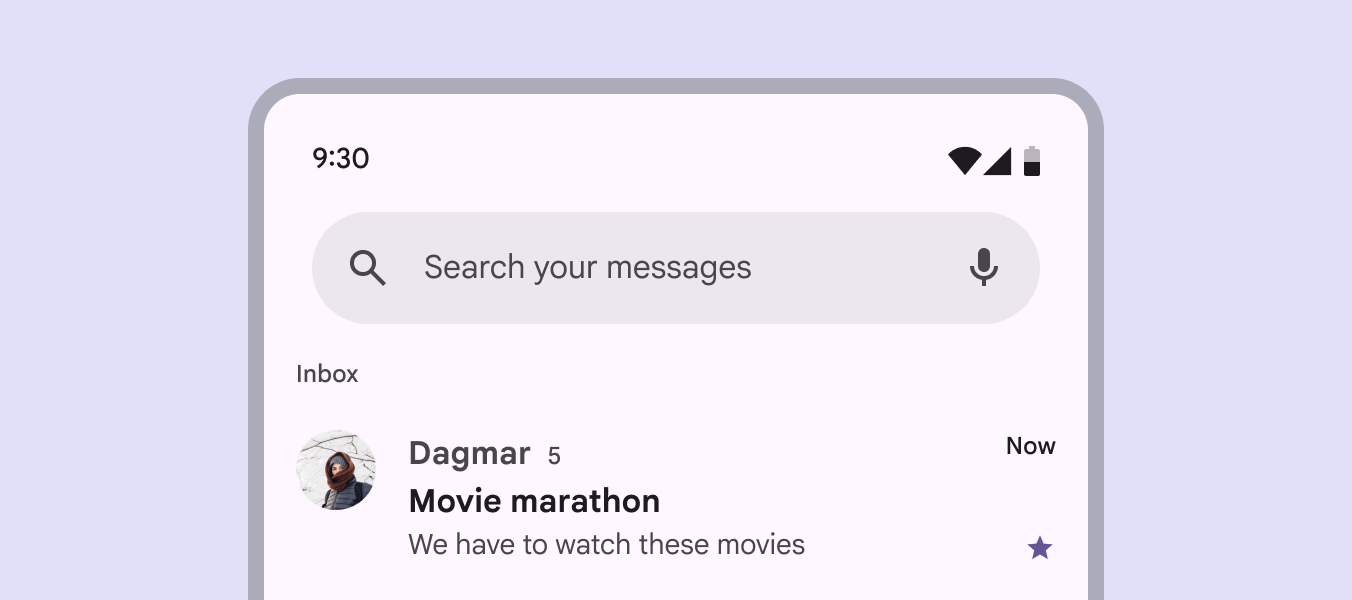 9:30
Search your messages
Inbox
Dagmar 5
Now
Movie marathon
We have to watch these movies